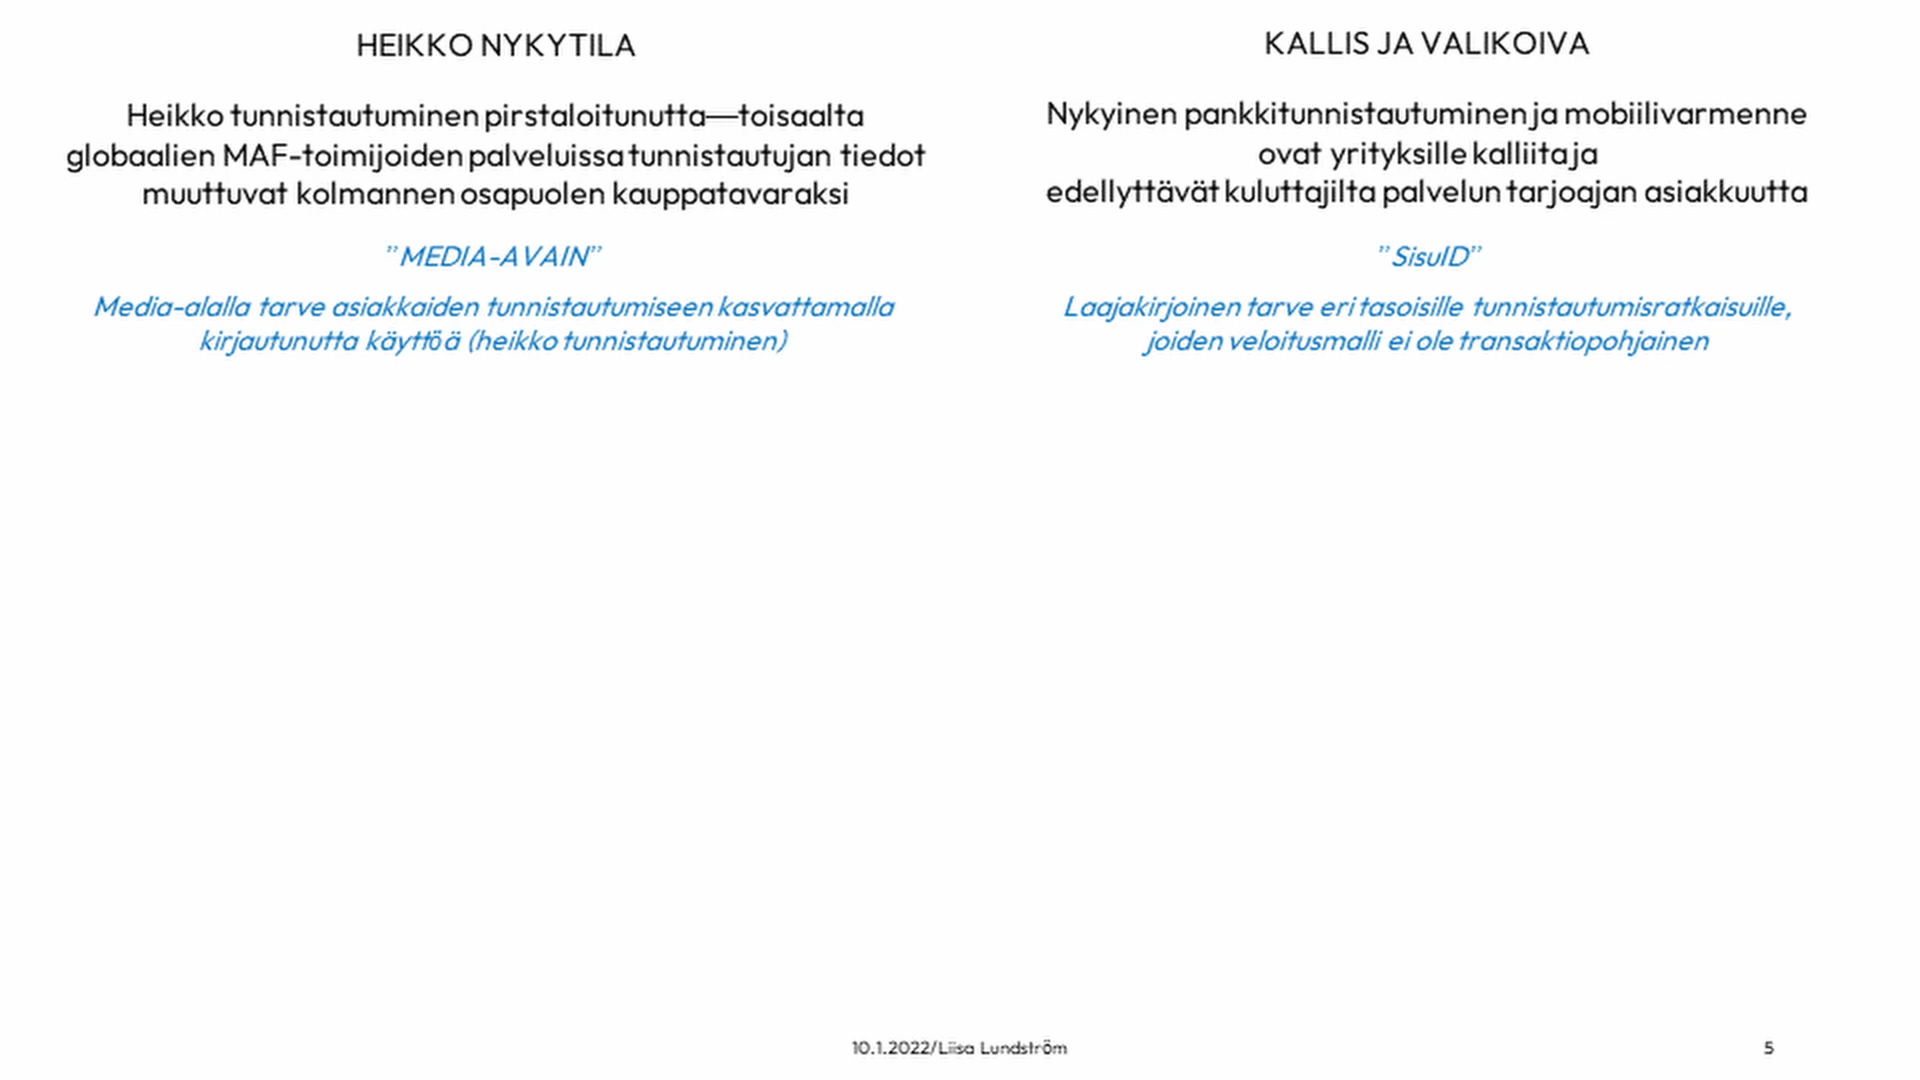 HEIKKO NYKYTILA
Heikko tunnistautuminen pirstaloitunutta—toisaalta
globaalien MAF-toimijoiden palveluissa tunnistautujan tiedot
muuttuvat kolmannen osapuolen kauppatavaraksi
”MEDIA-AVAIN”
Media-alalla tarve asiakkaiden tunnistautumiseen kasvattamalla
kirjautunutta käyttöä (heikko tunnistautuminen)
KALLIS JA VALIKOIVA
Nykyinen pankkitunnistautuminen ja mobiilivarmenne
ovat yrityksille kalliita ja
edellyttävät kuluttajilta palvelun tarjoajan asiakkuutta
”SisuID”
Laajakirjoinen tarve eri tasoisille tunnistautumisratkaisuille,
joiden veloitusmalli ei ole transaktiopohjainen
10.1.2022/Liisa Lundström
5